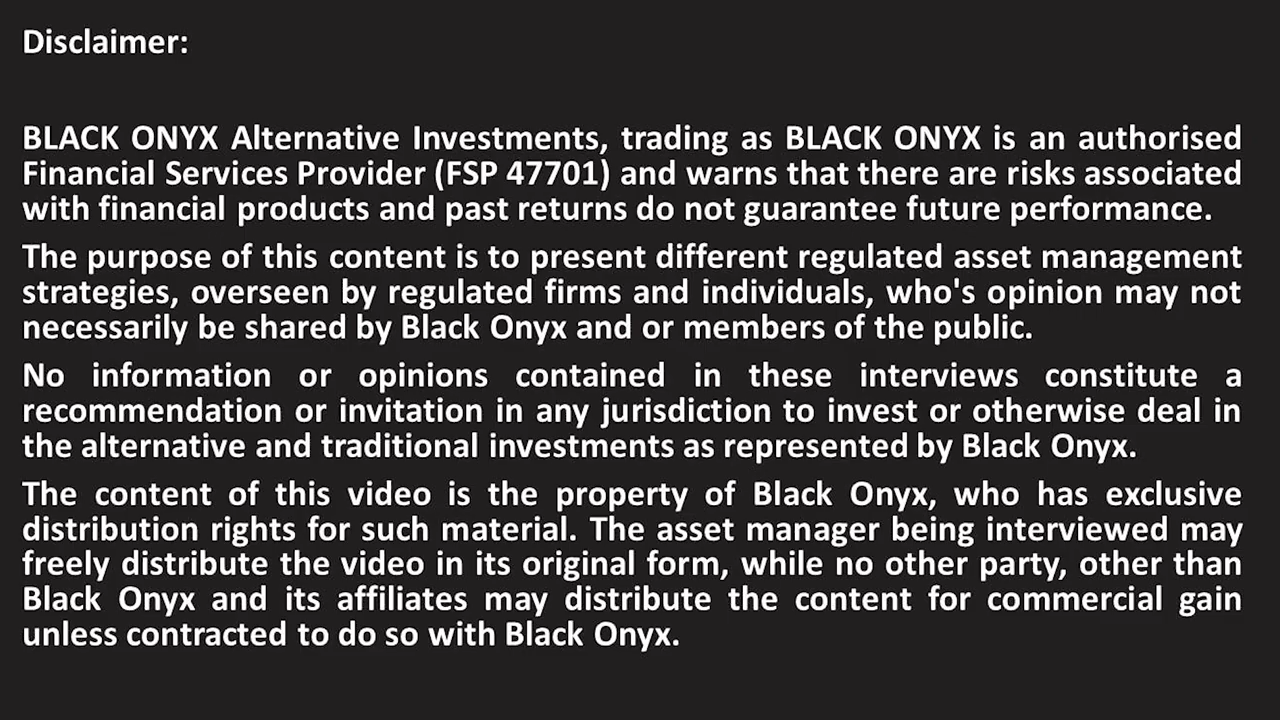 Disclaimer:
BLACK ONYX Alternative Investments, trading as BLACK ONYX is an authorised
Financial Services Provider (FSP 47701) and warns that there are risks associated
with financial products and past returns do not guarantee future performance.
The purpose of this content is to present different regulated asset management
strategies, overseen by regulated firms and individuals, who's opinion may not
necessarily be shared by Black Onyx and or members of the public.
No information or opinions contained in these interviews constitute a
recommendation or invitation in any jurisdiction to invest or otherwise deal in
the alternative and traditional investments as represented by Black Onyx.
The content of this video is the property of Black Onyx, who has exclusive
distribution rights for such material. The asset manager being interviewed may
freely distribute the video in its original form, while no other party, other than
Black Onyx and its affiliates may distribute the content for commercial gain
unless contracted to do so with Black Onyx.